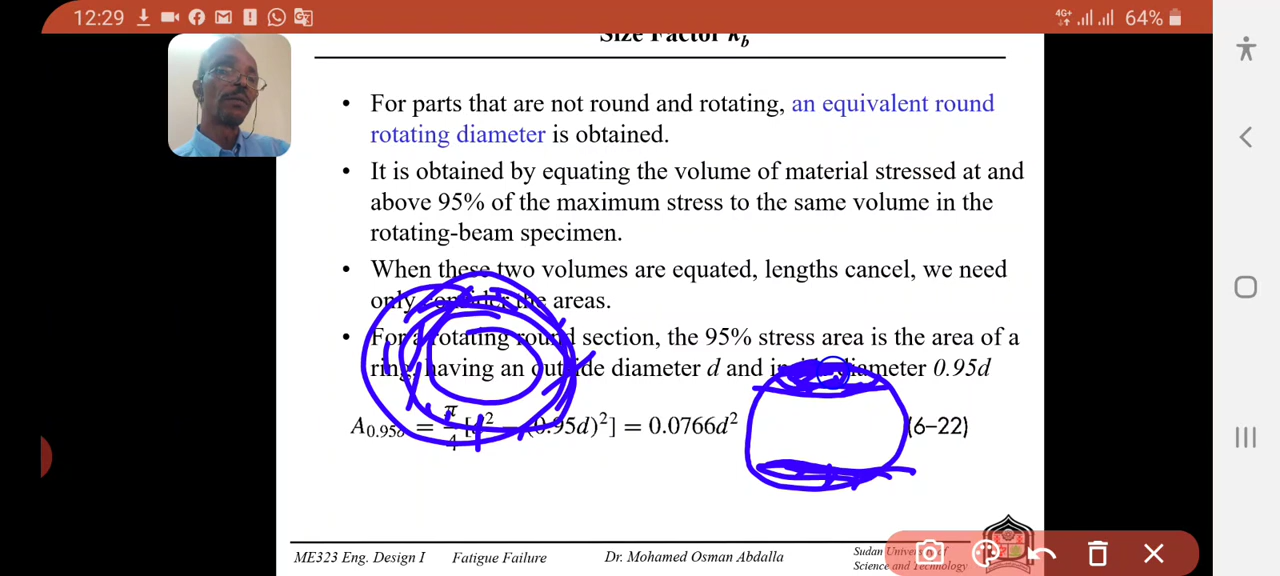 12:29
4G+
64%
Size Factor kb
• For parts that are not round and rotating, an equivalent round
rotating diameter is obtained.
• It is obtained by equating the volume of material stressed at and
above 95% of the maximum stress to the same volume in the
rotating-beam specimen.
• When these two volumes are equated, lengths cancel, we need
only consider the areas.
• For a rotating round section, the 95% stress area is the area of a
ring, having an outside diameter d and inside diameter 0.95d
A0.95σ = π/4 [d² − (0.95d)²] = 0.0766d² (6–22)
ME323 Eng. Design I Fatigue Failure Dr. Mohamed Osman Abdalla Sudan University of
Science and Technology